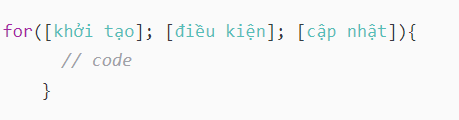 for([khởi tạo]; [điều kiện]; [cập nhật]){
// code
}